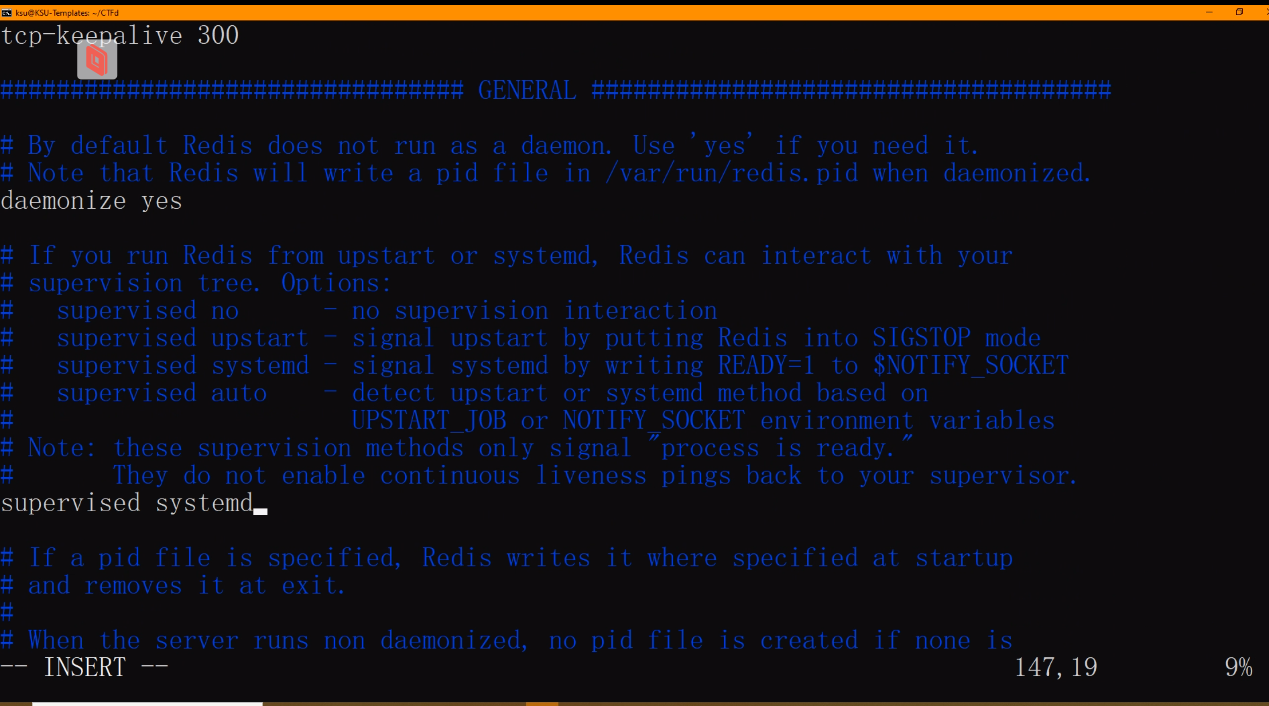 ksu@KSU-Templates: ~/CTFd
tcp-keepalive 300
################################# GENERAL #####################################
# By default Redis does not run as a daemon. Use 'yes' if you need it.
# Note that Redis will write a pid file in /var/run/redis.pid when daemonized.
daemonize yes
# If you run Redis from upstart or systemd, Redis can interact with your
# supervision tree. Options:
#   supervised no      - no supervision interaction
#   supervised upstart - signal upstart by putting Redis into SIGSTOP mode
#   supervised systemd - signal systemd by writing READY=1 to $NOTIFY_SOCKET
#   supervised auto    - detect upstart or systemd method based on
#                        UPSTART_JOB or NOTIFY_SOCKET environment variables
# Note: these supervision methods only signal "process is ready."
#       They do not enable continuous liveness pings back to your supervisor.
supervised systemd
# If a pid file is specified, Redis writes it where specified at startup
# and removes it at exit.
#
# When the server runs non daemonized, no pid file is created if none is
-- INSERT -- 147,19 9%